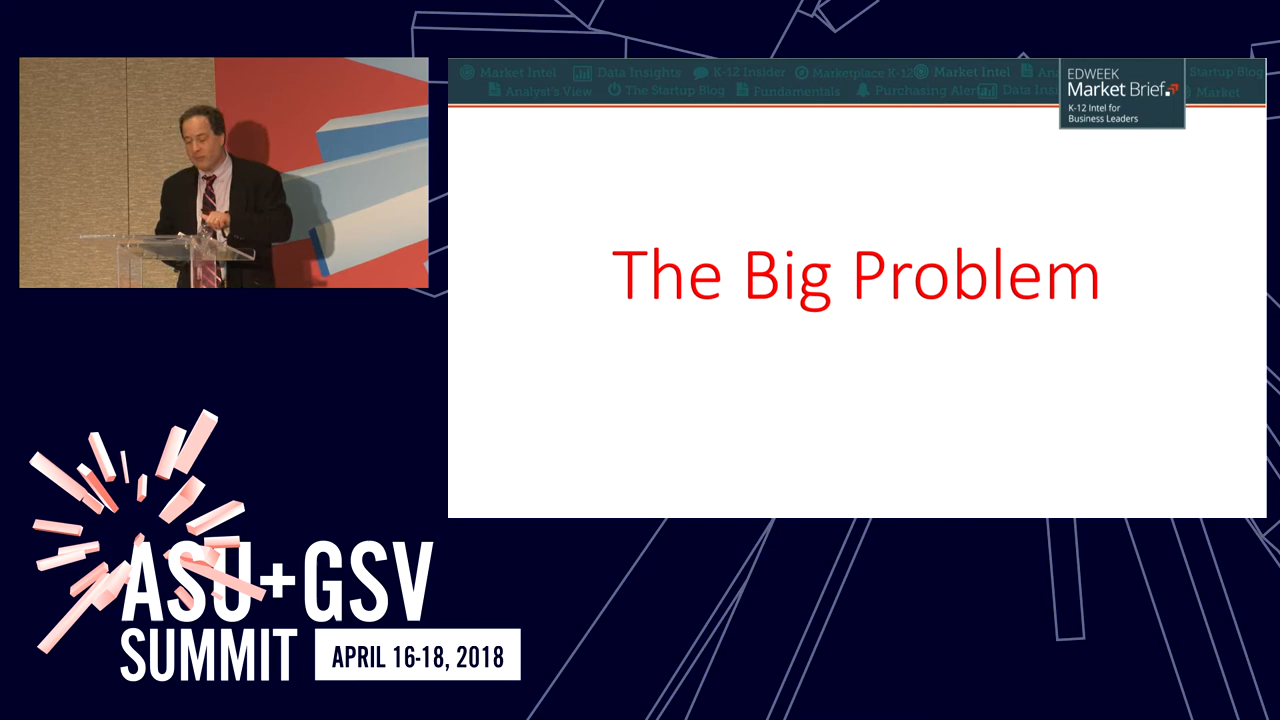 Market Intel Data Insights K-12 Insider Marketplace K-12 Market Intel Startup Blog
Analyst's View The Startup Blog Fundamentals Purchasing Alert Market
EDWEEK
Market Brief
K-12 Intel for
Business Leaders
The Big Problem
ASU+GSV
SUMMIT
APRIL 16-18, 2018